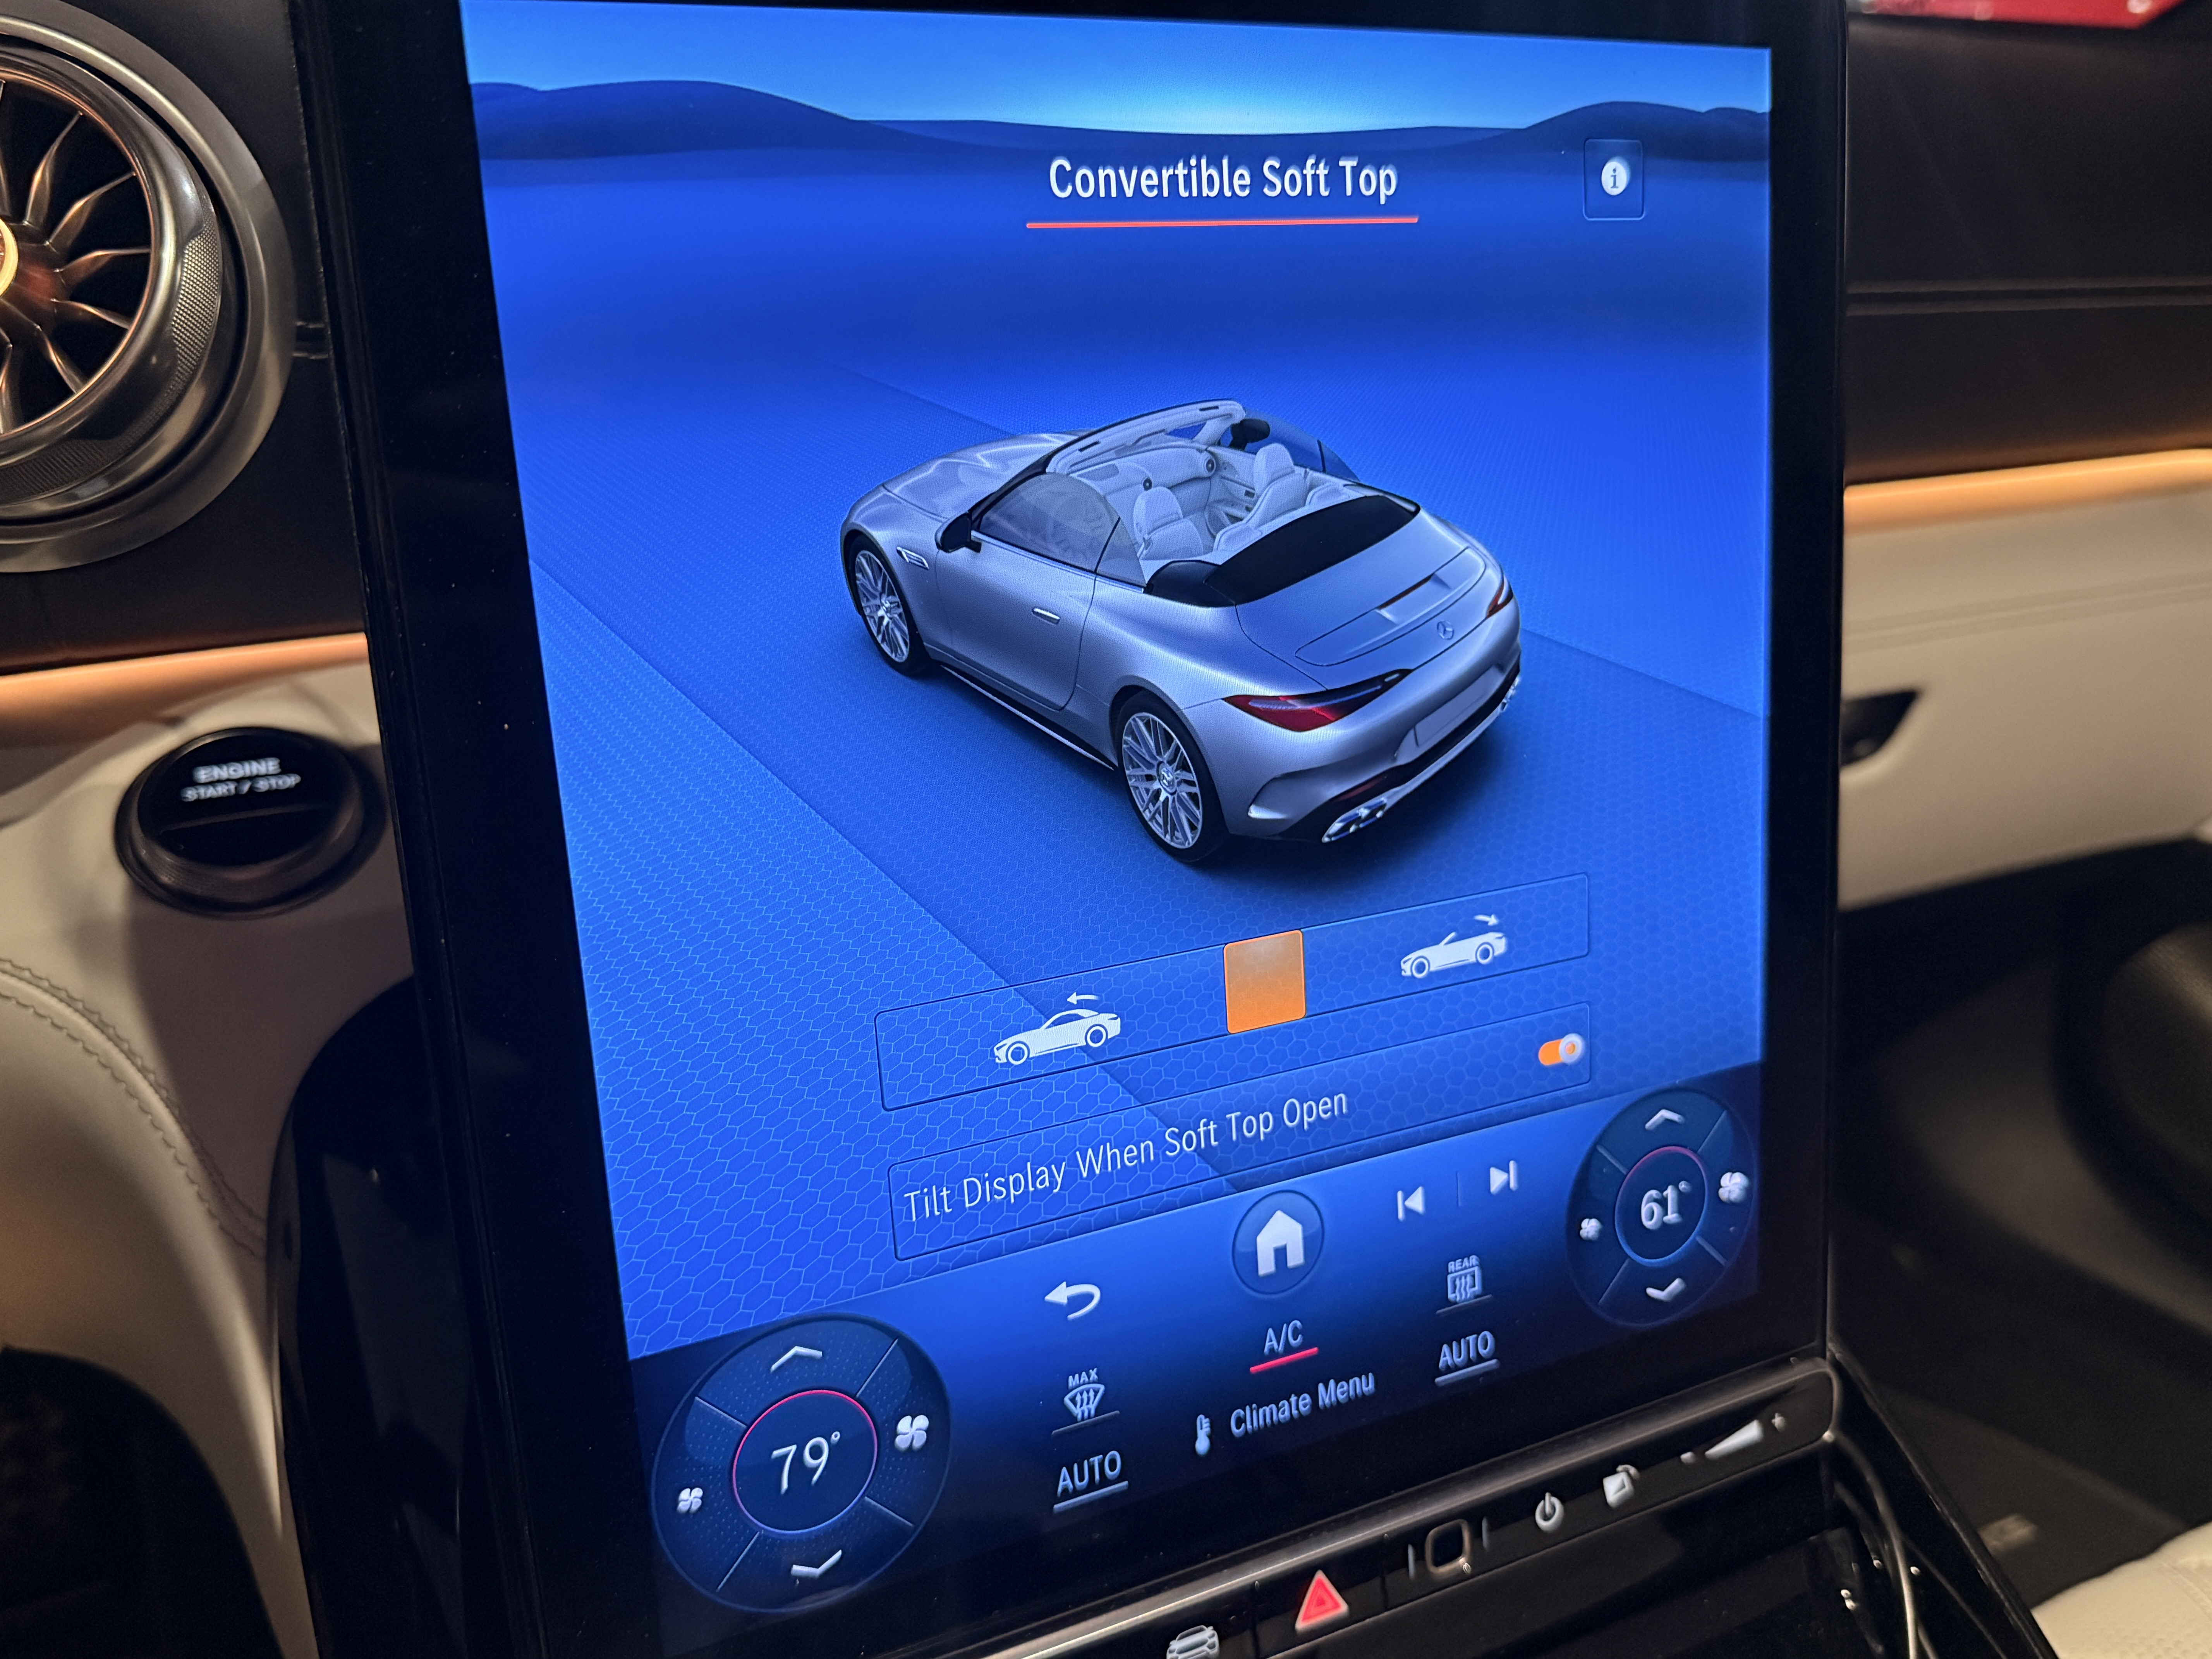 Convertible Soft Top
ENGINE
START / STOP
Tilt Display When Soft Top Open
61°
REAR
A/C
AUTO
MAX
Climate Menu
79°
AUTO